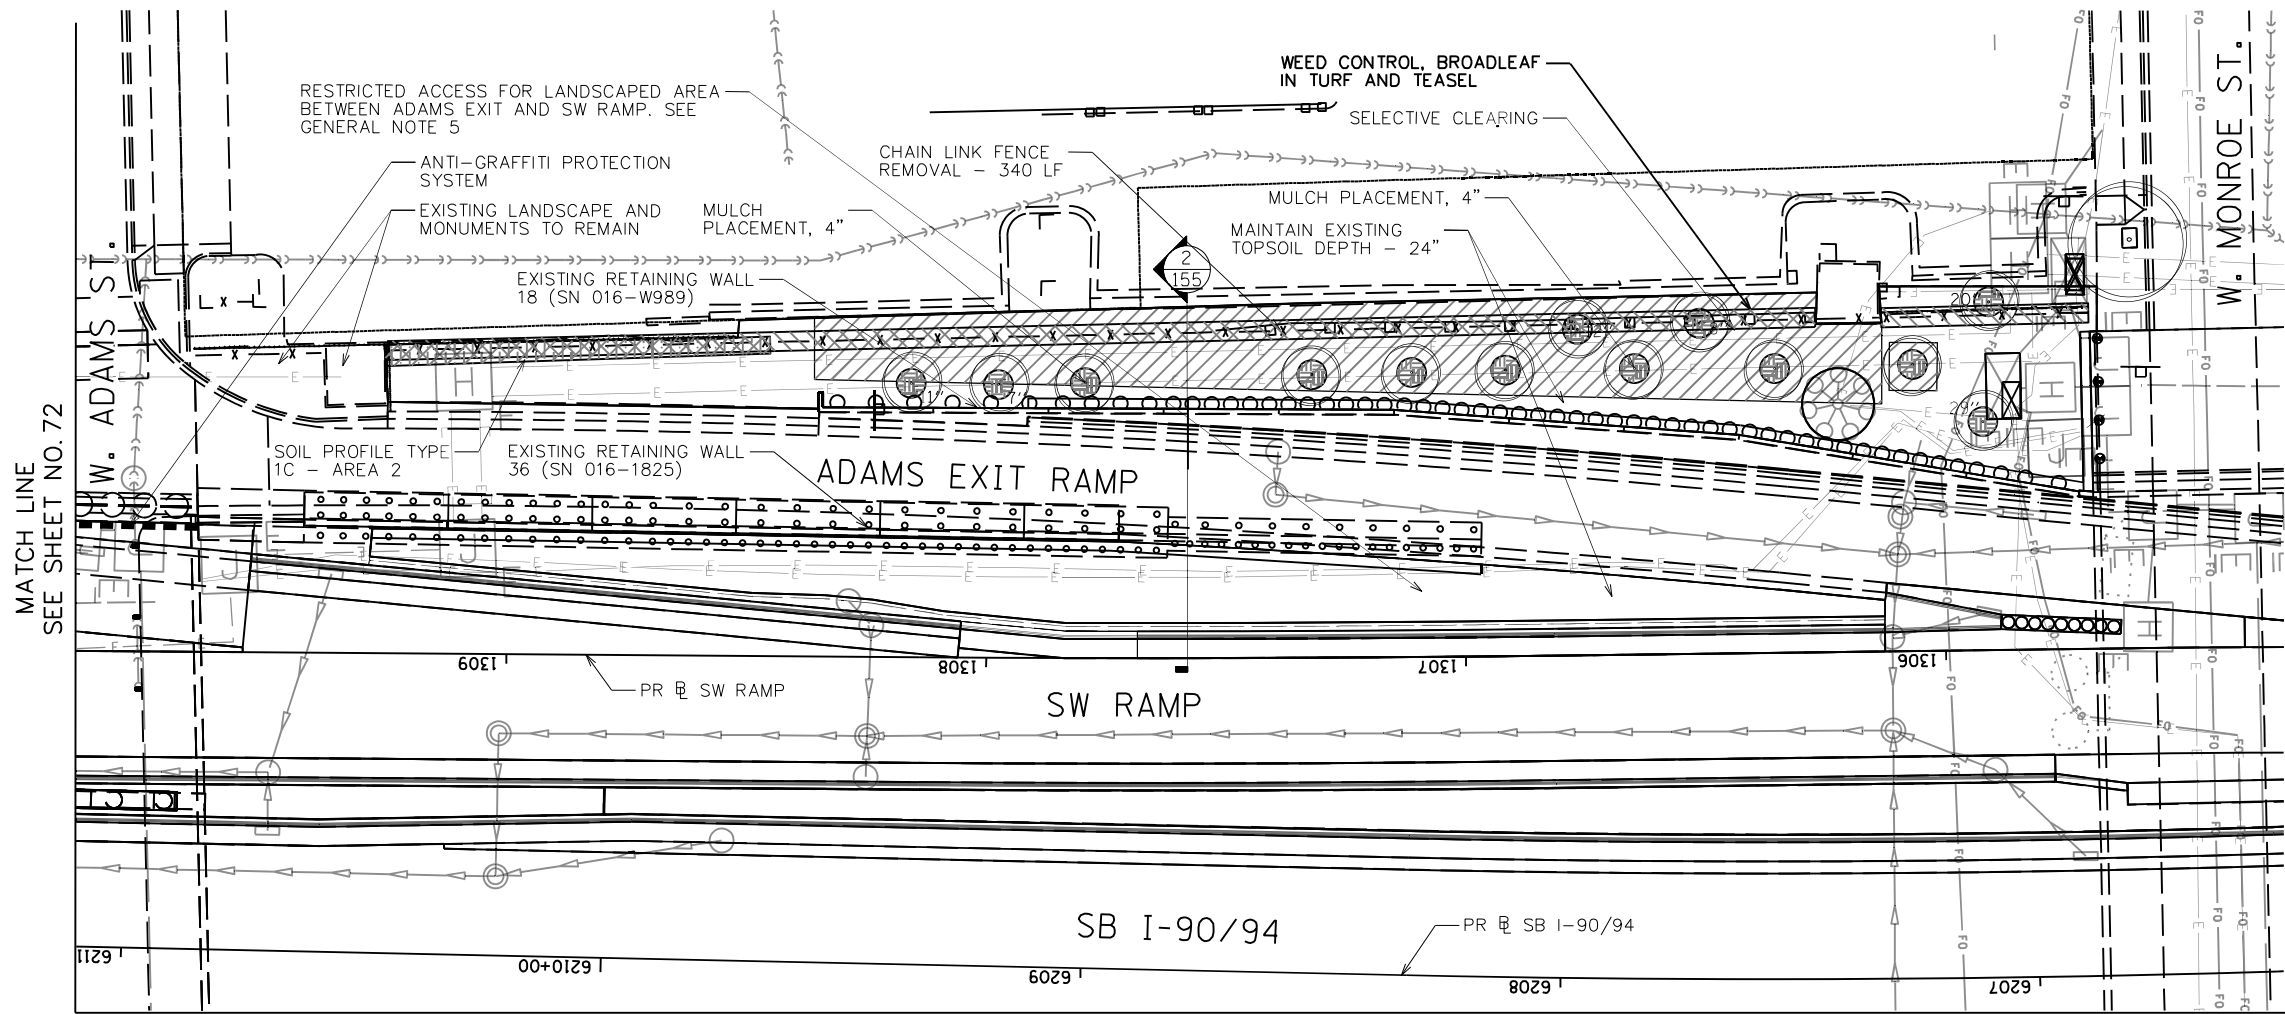 WEED CONTROL, BROADLEAF
IN TURF AND TEASEL
SELECTIVE CLEARING
RESTRICTED ACCESS FOR LANDSCAPED AREA
BETWEEN ADAMS EXIT AND SW RAMP. SEE
GENERAL NOTE 5
ANTI-GRAFFITI PROTECTION
SYSTEM
CHAIN LINK FENCE
REMOVAL - 340 LF
EXISTING LANDSCAPE AND
MONUMENTS TO REMAIN
MULCH
PLACEMENT, 4"
MULCH PLACEMENT, 4"
MAINTAIN EXISTING
TOPSOIL DEPTH - 24"
EXISTING RETAINING WALL
18 (SN 016-W989)
2
155
W. ADAMS ST.
W. MONROE ST.
SOIL PROFILE TYPE
1C - AREA 2
EXISTING RETAINING WALL
36 (SN 016-1825)
ADAMS EXIT RAMP
MATCH LINE
SEE SHEET NO. 72
1309
1308
1307
1306
PR BL SW RAMP
SW RAMP
SB I-90/94
PR BL SB I-90/94
6211
6210+00
6209
6208
6207